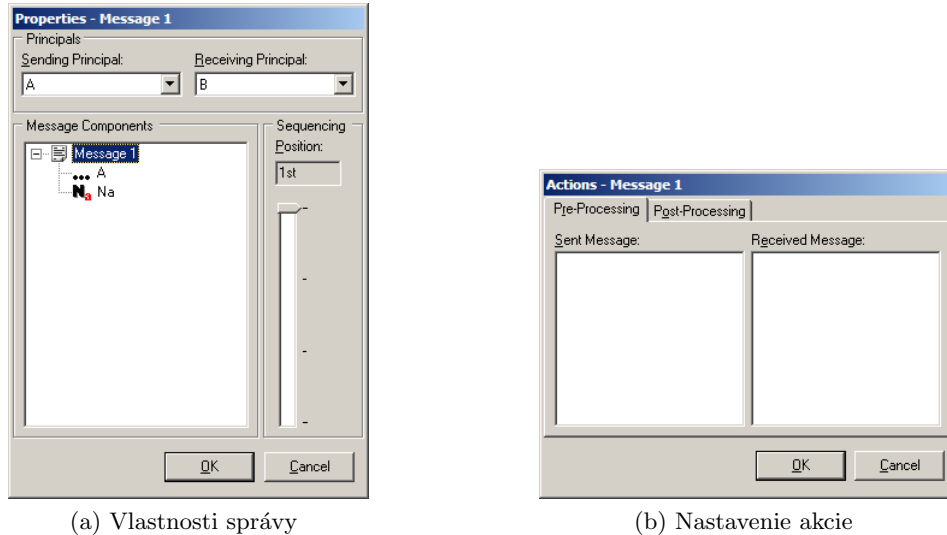 Properties - Message 1
Principals
Sending Principal:
Receiving Principal:
A
B
Message Components
Message 1
A
Na Na
Sequencing
Position:
1st
OK
Cancel
(a) Vlastnosti správy
Actions - Message 1
Pre-Processing
Post-Processing
Sent Message:
Received Message:
OK
Cancel
(b) Nastavenie akcie